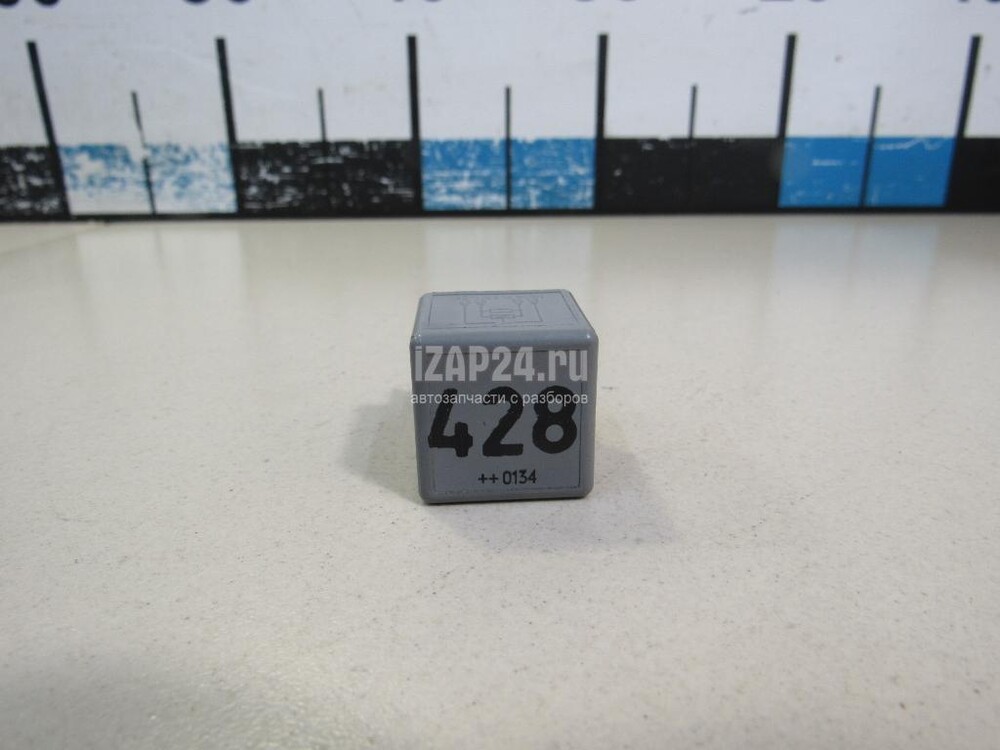 iZAP24.ru
автозапчасти с разборов
428
++ 0134